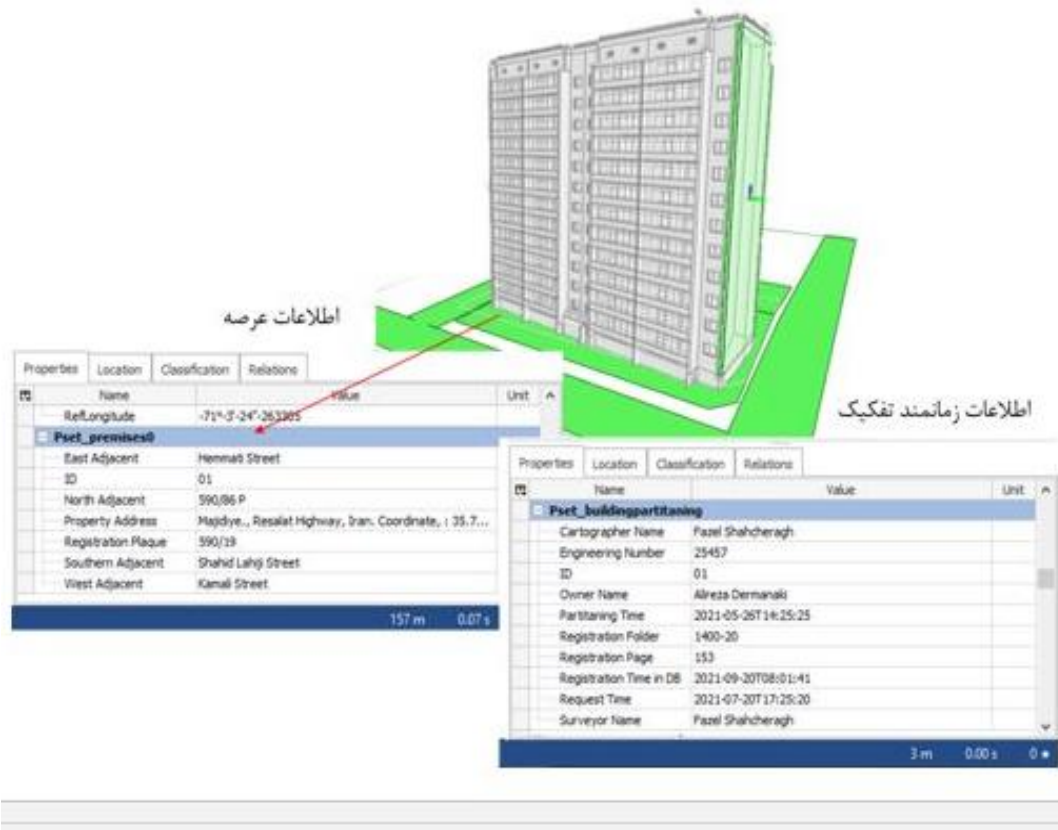 اطلاعات عرصه
Properties Location Classification Relations
Name Value Unit
RefLongitude -71°-3'-24"-263305
Pset_premises0
East Adjacent Hemmati Street
ID 01
North Adjacent 590/86 P
Property Address Majidiye., Resalat Highway, Iran. Coordinate, : 35.7...
Registration Plaque 590/19
Southern Adjacent Shahid Lahiji Street
West Adjacent Kamali Street
157 m 0.07 s
اطلاعات زمانمند تفکیک
Properties Location Classification Relations
Name Value Unit
Pset_buildingpartitaning
Cartographer Name Fazel Shahcheragh
Engineering Number 25457
ID 01
Owner Name Alireza Dermanaki
Partitaning Time 2021-05-26T14:25:25
Registration Folder 1400-20
Registration Page 153
Registration Time in DB 2021-09-20T08:01:41
Request Time 2021-07-20T17:25:20
Surveyor Name Fazel Shahcheragh
3 m 0.00 s 0